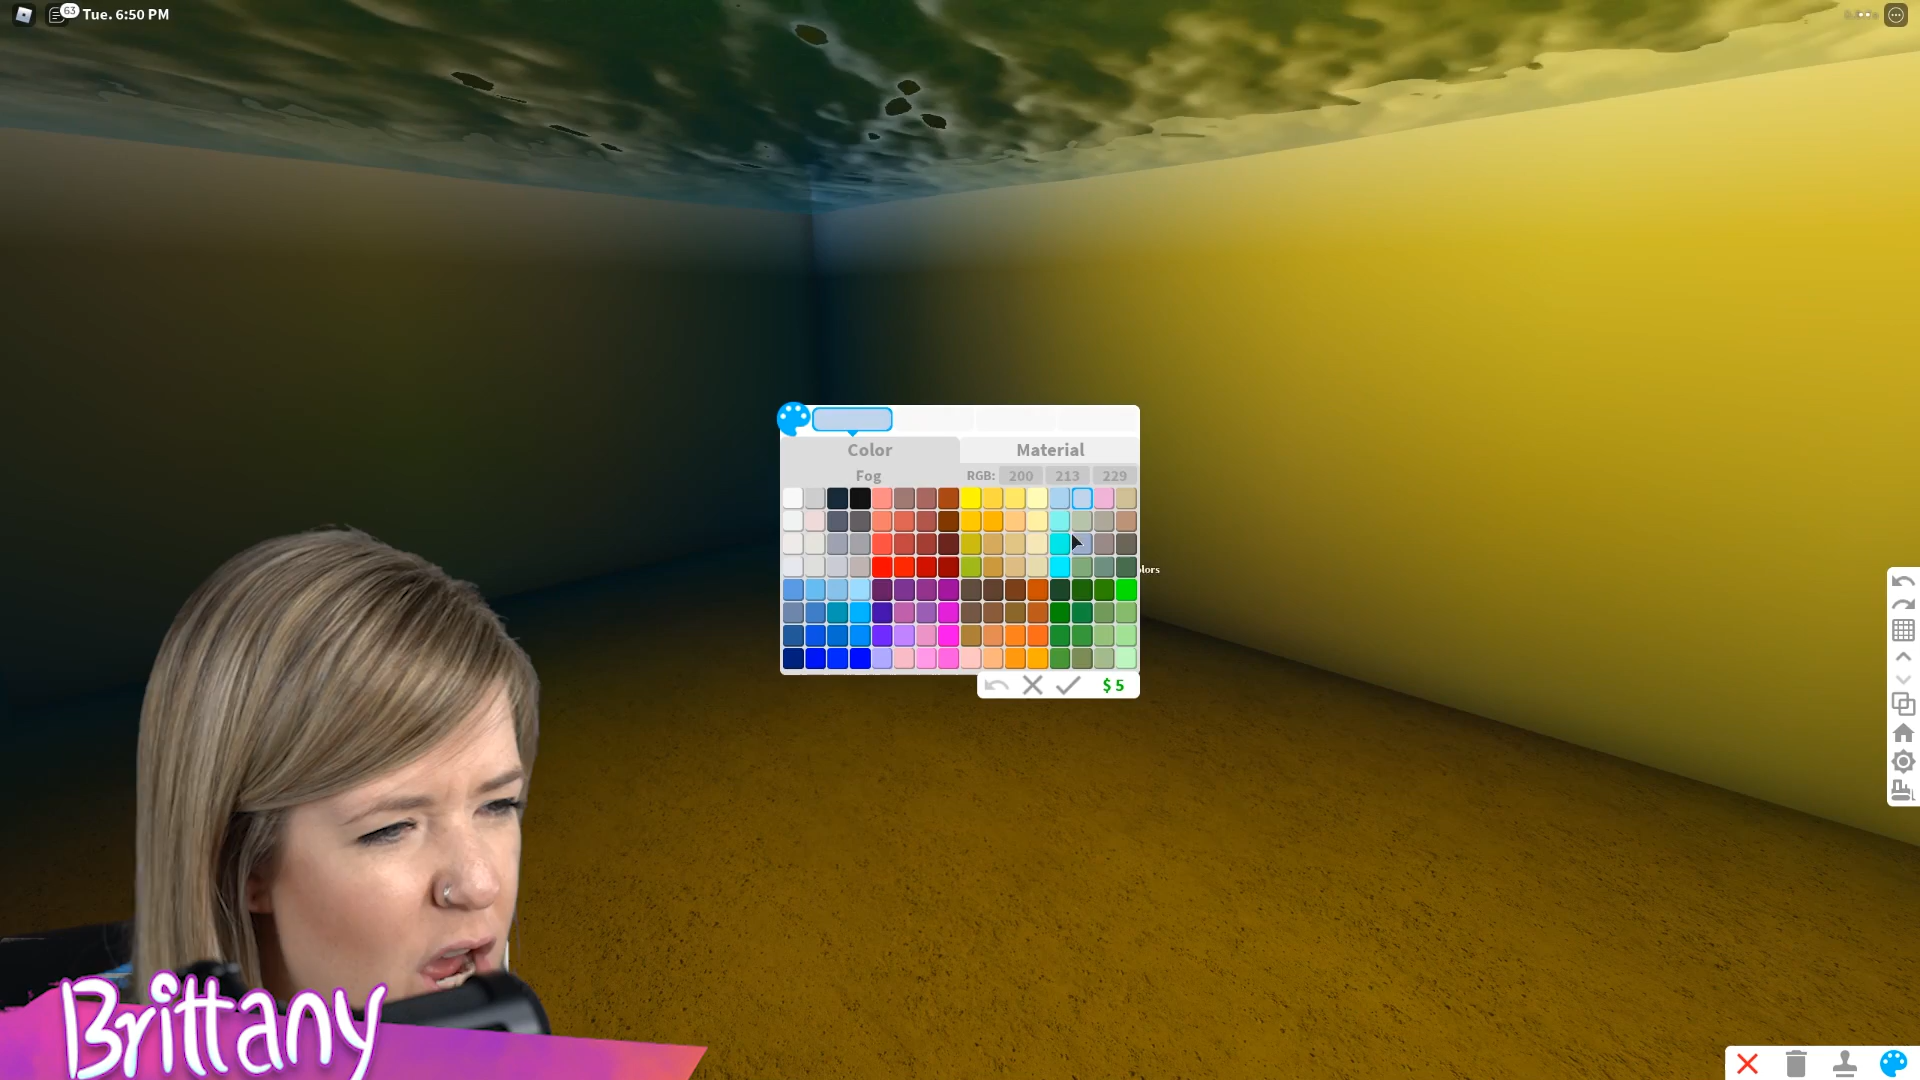 63 Tue. 6:50 PM
Color
Material
Fog
RGB: 200 213 229
lors
$ 5
Brittany